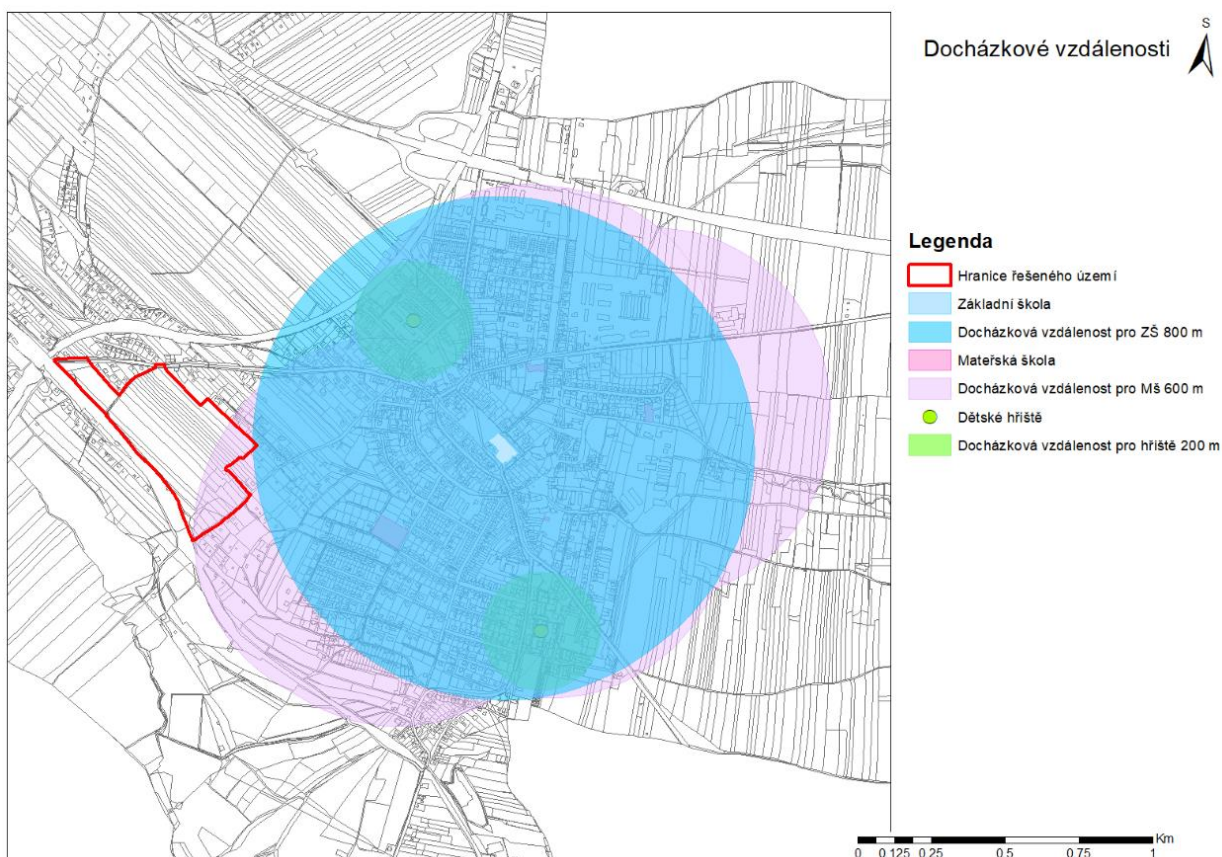 Docházkové vzdálenosti
S
Legenda
Hranice řešeného území
Základní škola
Docházková vzdálenost pro ZŠ 800 m
Mateřská škola
Docházková vzdálenost pro Mš 600 m
Dětské hřiště
Docházková vzdálenost pro hřiště 200 m
Km
0 0.125 0.25 0.5 0.75 1